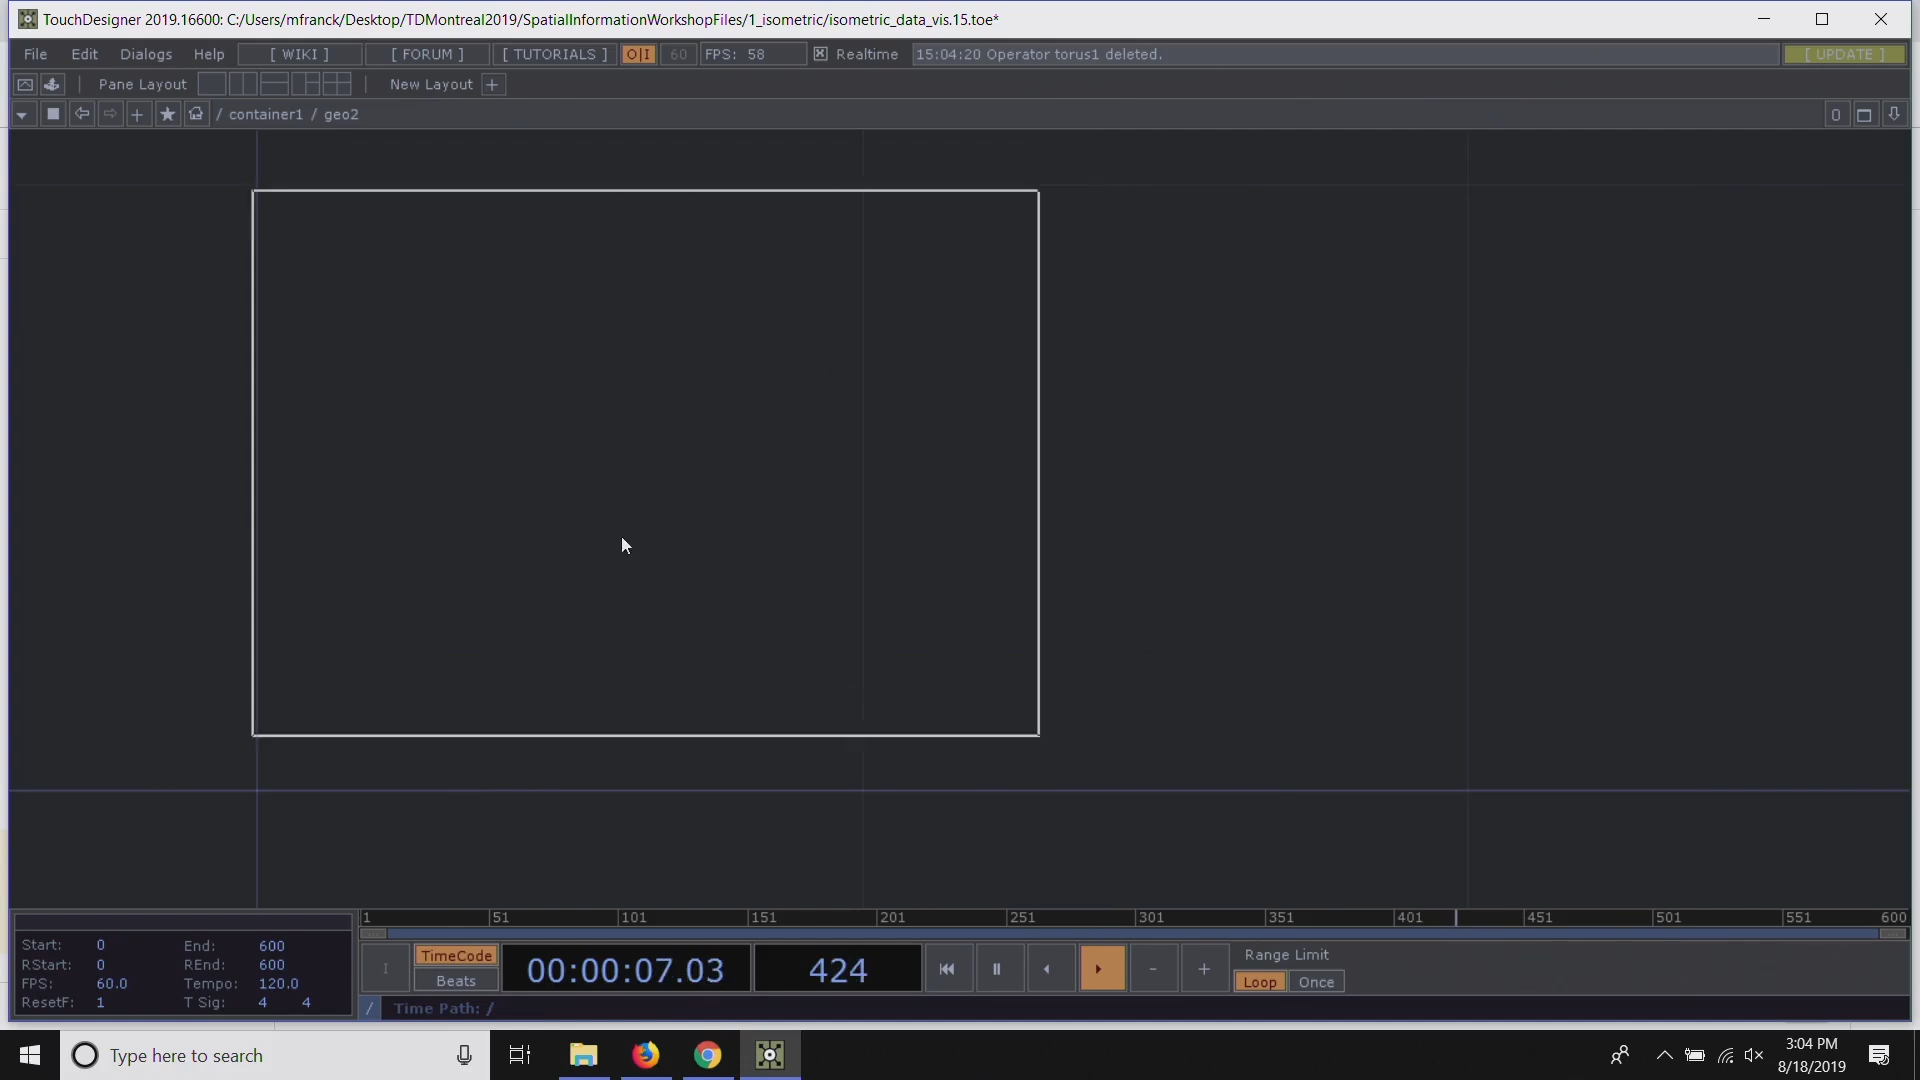 TouchDesigner 2019.16600: C:/Users/mfranck/Desktop/TDMontreal2019/SpatialInformationWorkshopFiles/1_isometric/isometric_data_vis.15.toe*
File Edit Dialogs Help [ WIKI ] [ FORUM ] [ TUTORIALS ] O|I 60 FPS: 58 Realtime 15:04:20 Operator torus1 deleted. [ UPDATE ]
Pane Layout New Layout +
+ / container1 / geo2 0
1 51 101 151 201 251 301 351 401 451 501 551 600
Start: 0 End: 600
RStart: 0 REnd: 600
FPS: 60.0 Tempo: 120.0
ResetF: 1 T Sig: 4 4
I TimeCode Beats 00:00:07.03 424 - + Range Limit
Loop Once
/ Time Path: /
Type here to search
3:04 PM
8/18/2019